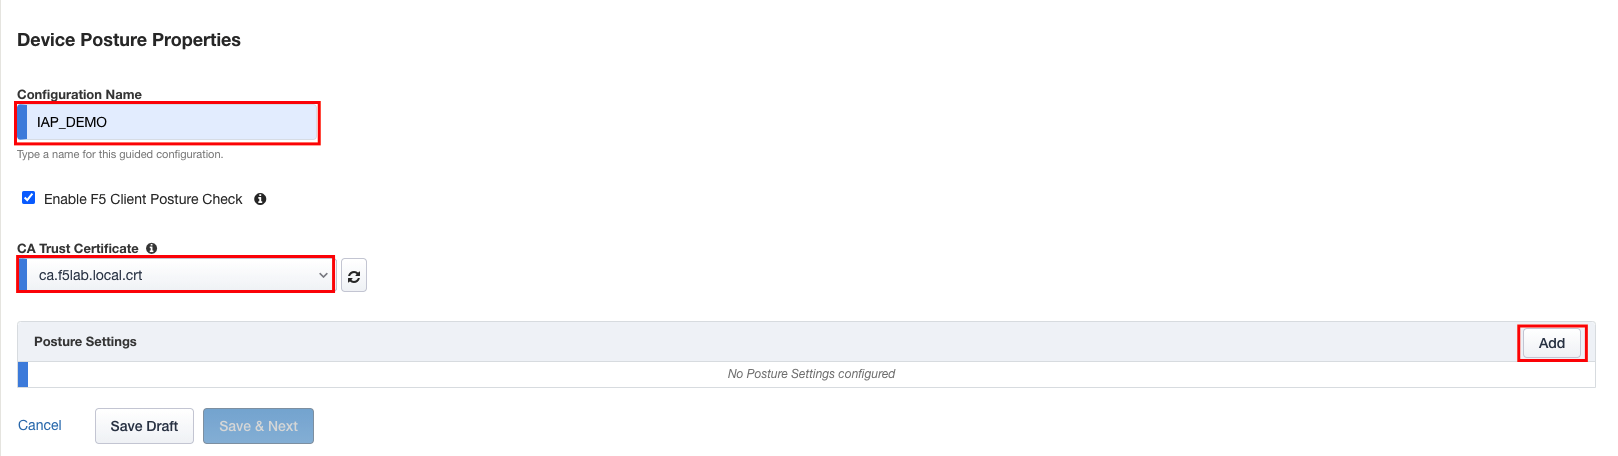 Device Posture Properties
Configuration Name
IAP_DEMO
Type a name for this guided configuration.
Enable F5 Client Posture Check
CA Trust Certificate
ca.f5lab.local.crt
Posture Settings Add
No Posture Settings configured
Cancel Save Draft Save & Next